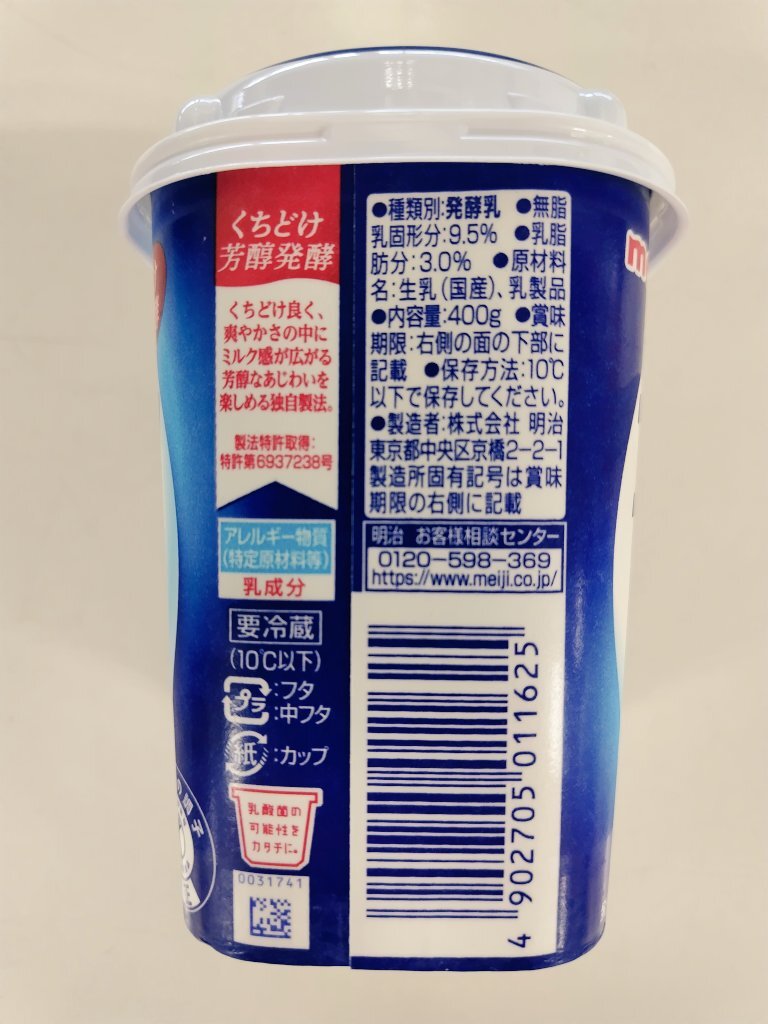 くちどけ
芳醇発酵
くちどけ良く、
爽やかさの中に
ミルク感が広がる
芳醇なあじわいを
楽しめる独自製法。
製法特許取得:
特許第6937238号
アレルギー物質
(特定原材料等)
乳成分
要冷蔵
(10℃以下)
プラ:フタ
:中フタ
紙:カップ
乳酸菌の
可能性を
カタチに。
0031741
●種類別:発酵乳 ●無脂
乳固形分:9.5% ●乳脂
肪分:3.0% ●原材料
名:生乳(国産)、乳製品
●内容量:400g ●賞味
期限:右側の面の下部に
記載 ●保存方法:10℃
以下で保存してください。
●製造者:株式会社 明治
東京都中央区京橋2-2-1
製造所固有記号は賞味
期限の右側に記載
明治 お客様相談センター
0120-598-369
https://www.meiji.co.jp/
4 902705 011625